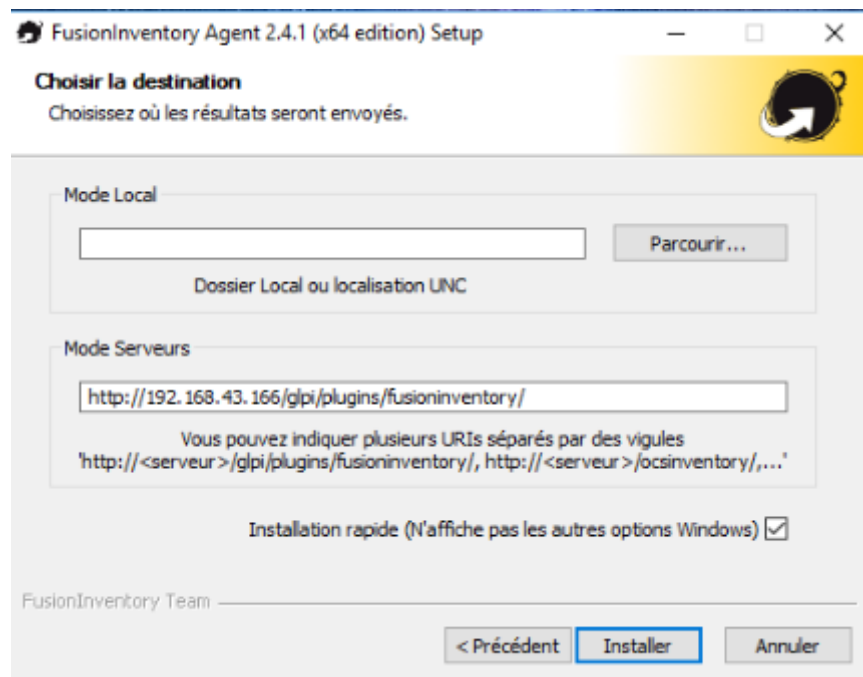 FusionInventory Agent 2.4.1 (x64 edition) Setup
Choisir la destination
Choisissez où les résultats seront envoyés.
Mode Local
Parcourir...
Dossier Local ou localisation UNC
Mode Serveurs
http://192.168.43.166/glpi/plugins/fusioninventory/
Vous pouvez indiquer plusieurs URIs séparés par des vigules
'http://<serveur>/glpi/plugins/fusioninventory/, http://<serveur>/ocsinventory/,...'
Installation rapide (N'affiche pas les autres options Windows)
FusionInventory Team
< Précédent Installer Annuler